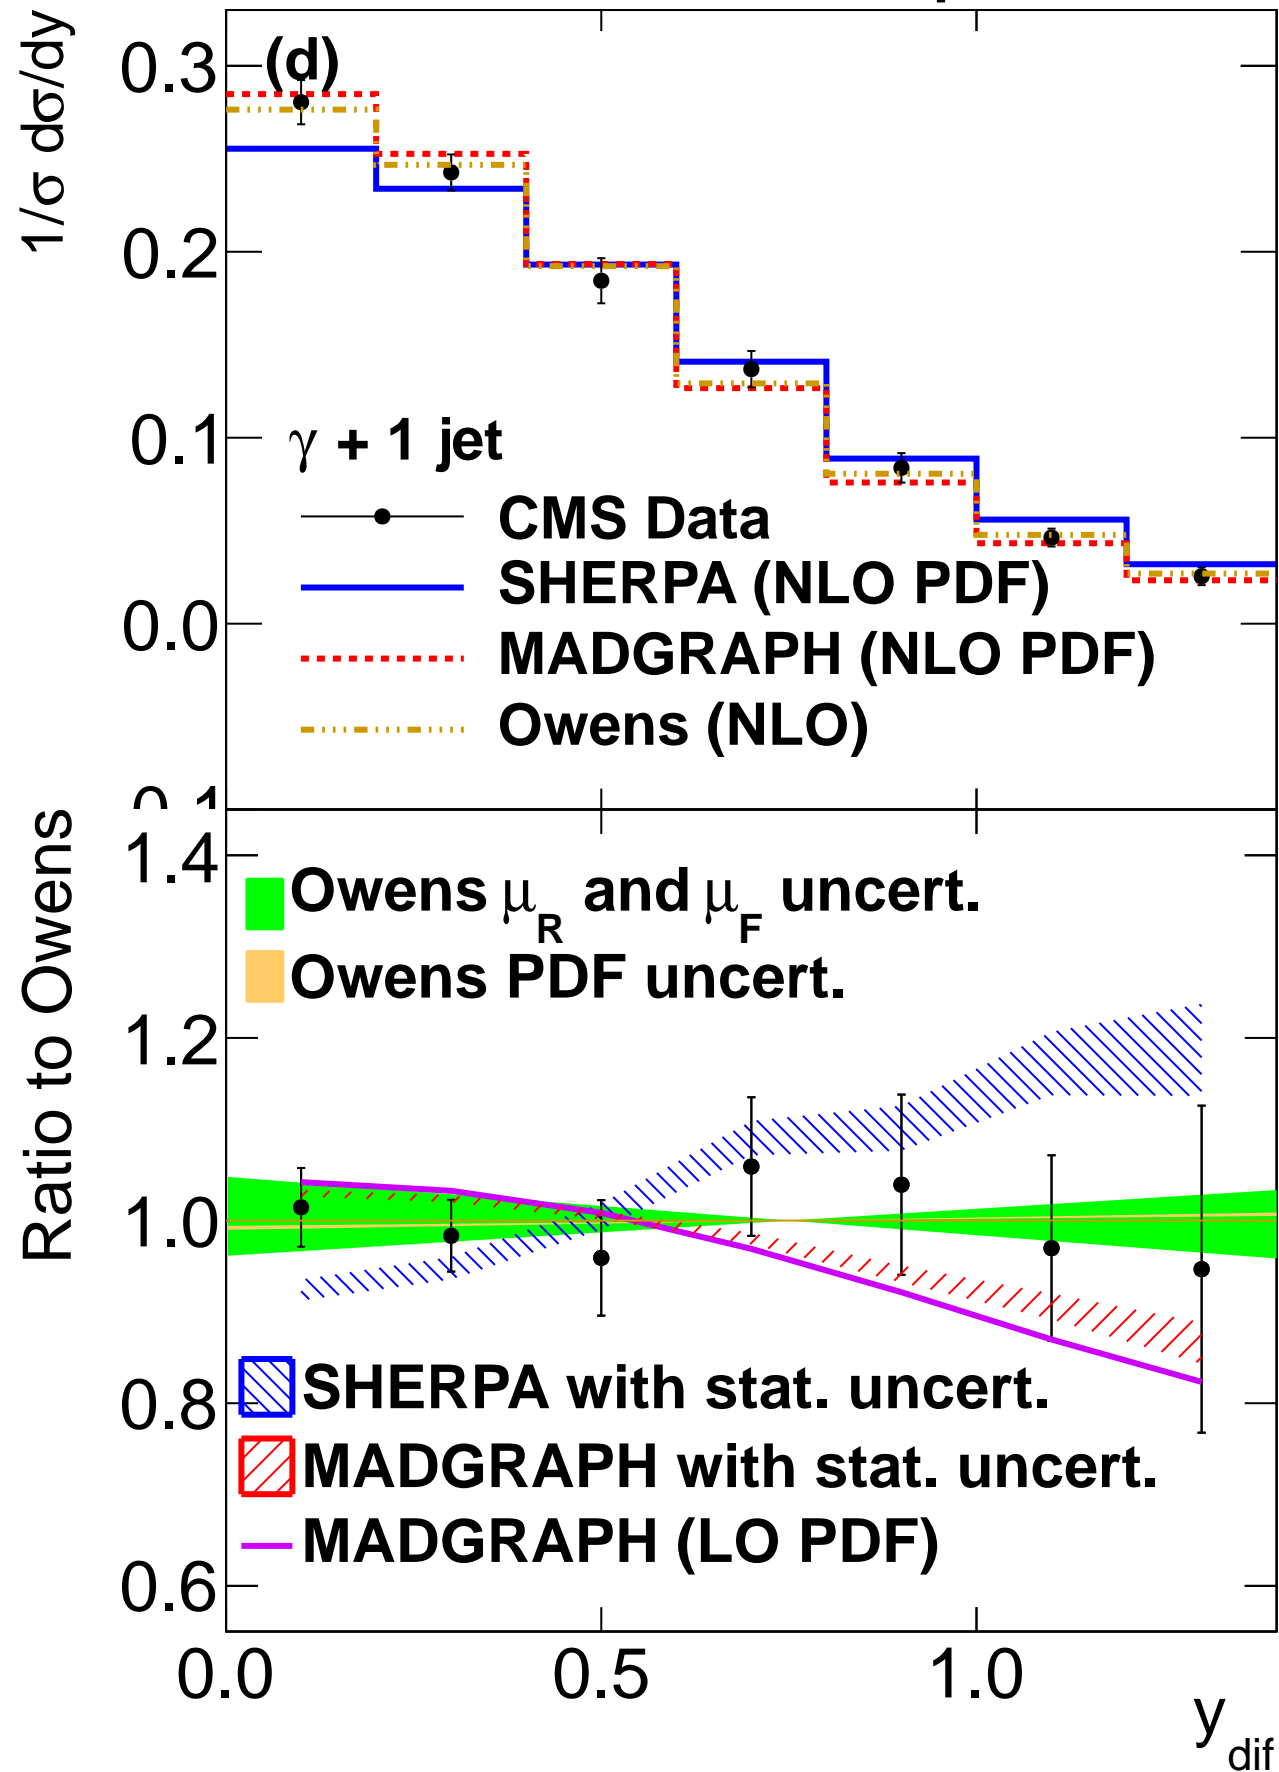 1/σ dσ/dy
0.3
(d)
0.2
0.1
γ + 1 jet
CMS Data
SHERPA (NLO PDF)
0.0
MADGRAPH (NLO PDF)
Owens (NLO)
Ratio to Owens
1.4
Owens μR and μF uncert.
Owens PDF uncert.
1.2
1.0
0.8
SHERPA with stat. uncert.
MADGRAPH with stat. uncert.
MADGRAPH (LO PDF)
0.6
0.0 0.5 1.0
ydif